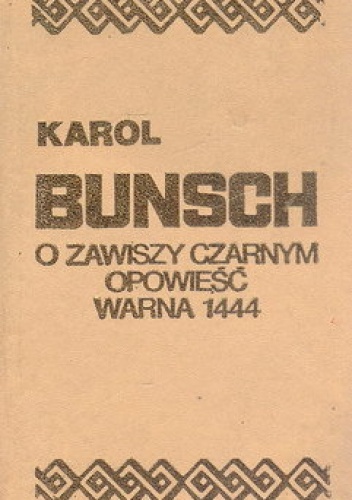 KAROL
BUNSCH
O ZAWISZY CZARNYM
OPOWIEŚĆ
WARNA 1444